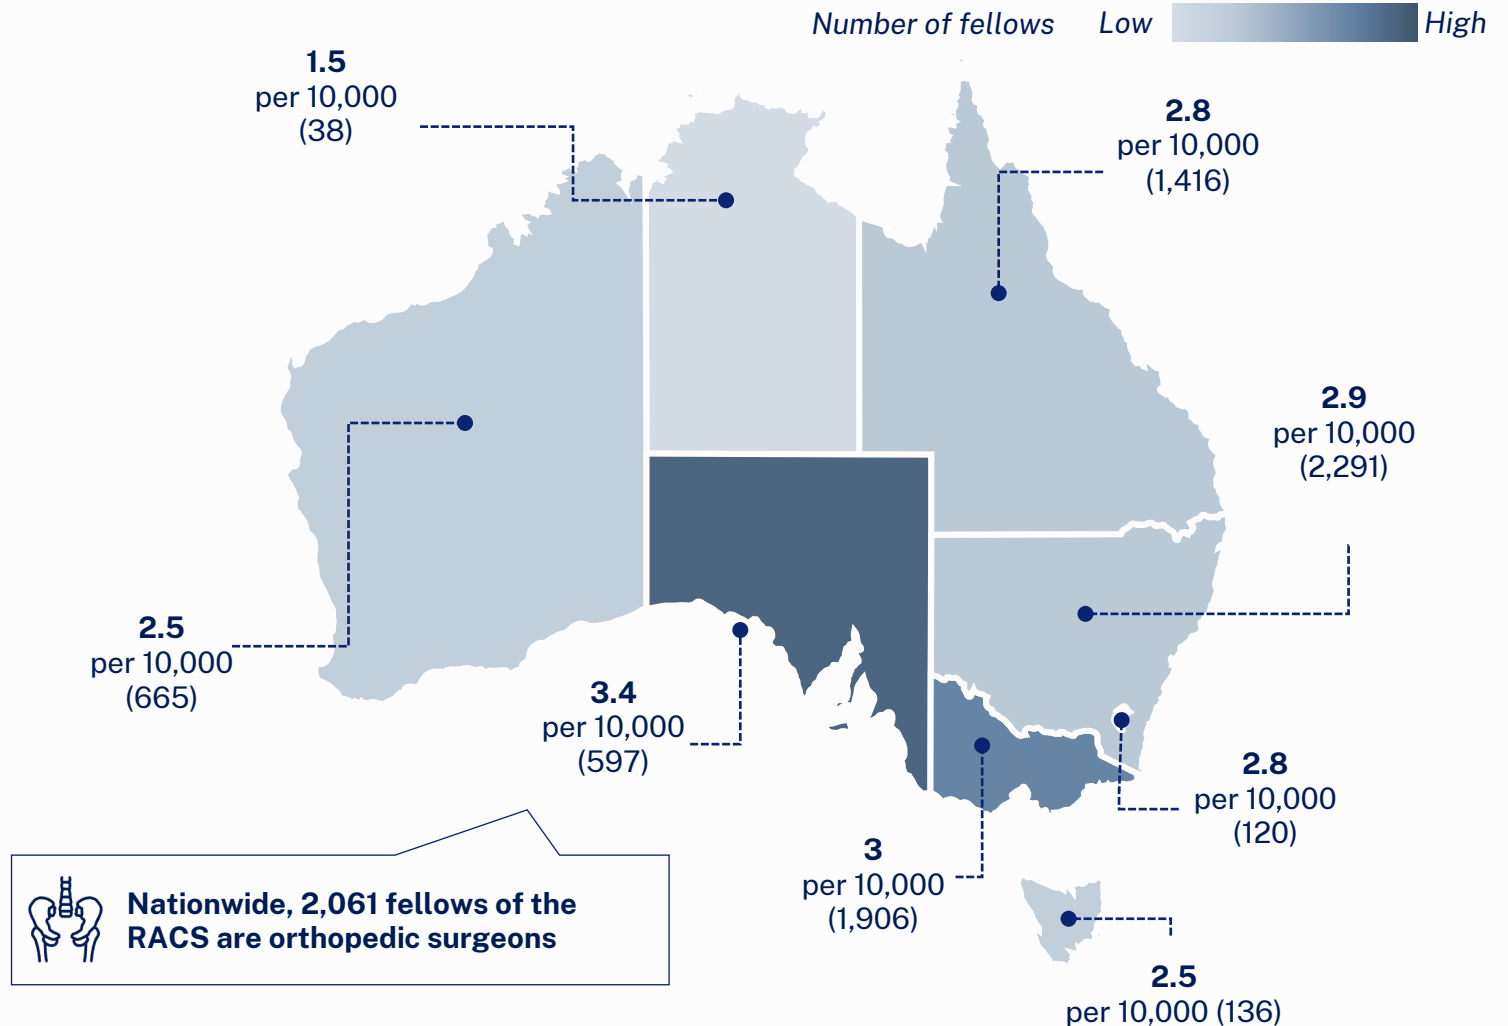 Number of fellows Low High
1.5
per 10,000
(38)
2.8
per 10,000
(1,416)
2.9
per 10,000
(2,291)
2.5
per 10,000
(665)
3.4
per 10,000
(597)
2.8
per 10,000
(120)
3
per 10,000
(1,906)
2.5
per 10,000 (136)
Nationwide, 2,061 fellows of the
RACS are orthopedic surgeons